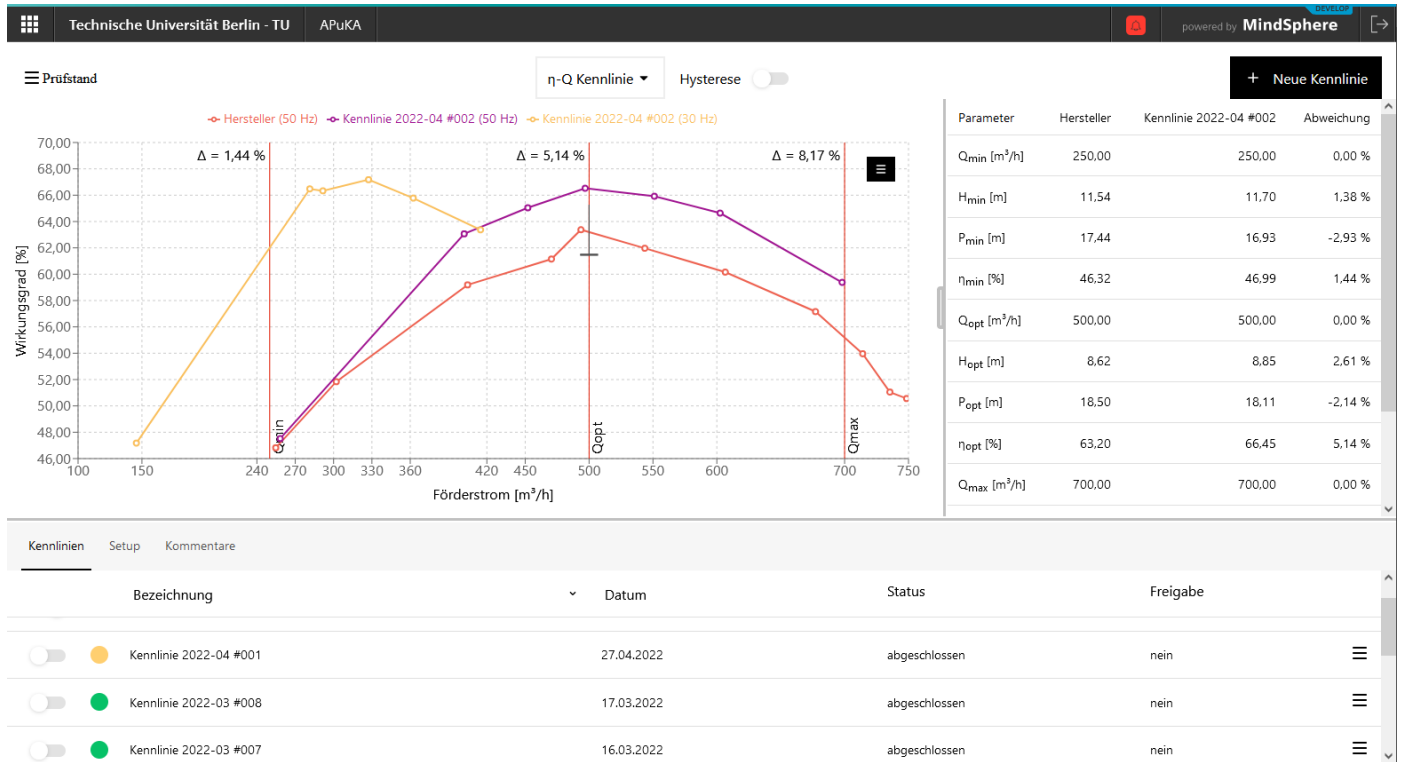 Technische Universität Berlin - TU APuKA powered by MindSphere DEVELOP
Prüfstand η-Q Kennlinie Hysterese + Neue Kennlinie
Hersteller (50 Hz) Kennlinie 2022-04 #002 (50 Hz) Kennlinie 2022-04 #002 (30 Hz)
Δ = 1,44 % Δ = 5,14 % Δ = 8,17 %
70,00
68,00
66,00
64,00
62,00
60,00
58,00
56,00
54,00
52,00
50,00
48,00
46,00
Wirkungsgrad [%]
Qmin Qopt Qmax
100 150 240 270 300 330 360 420 450 500 550 600 700 750
Förderstrom [m³/h]
Parameter Hersteller Kennlinie 2022-04 #002 Abweichung
Qmin [m³/h] 250,00 250,00 0,00 %
Hmin [m] 11,54 11,70 1,38 %
Pmin [m] 17,44 16,93 -2,93 %
ηmin [%] 46,32 46,99 1,44 %
Qopt [m³/h] 500,00 500,00 0,00 %
Hopt [m] 8,62 8,85 2,61 %
Popt [m] 18,50 18,11 -2,14 %
ηopt [%] 63,20 66,45 5,14 %
Qmax [m³/h] 700,00 700,00 0,00 %
Kennlinien Setup Kommentare
Bezeichnung Datum Status Freigabe
Kennlinie 2022-04 #001 27.04.2022 abgeschlossen nein
Kennlinie 2022-03 #008 17.03.2022 abgeschlossen nein
Kennlinie 2022-03 #007 16.03.2022 abgeschlossen nein